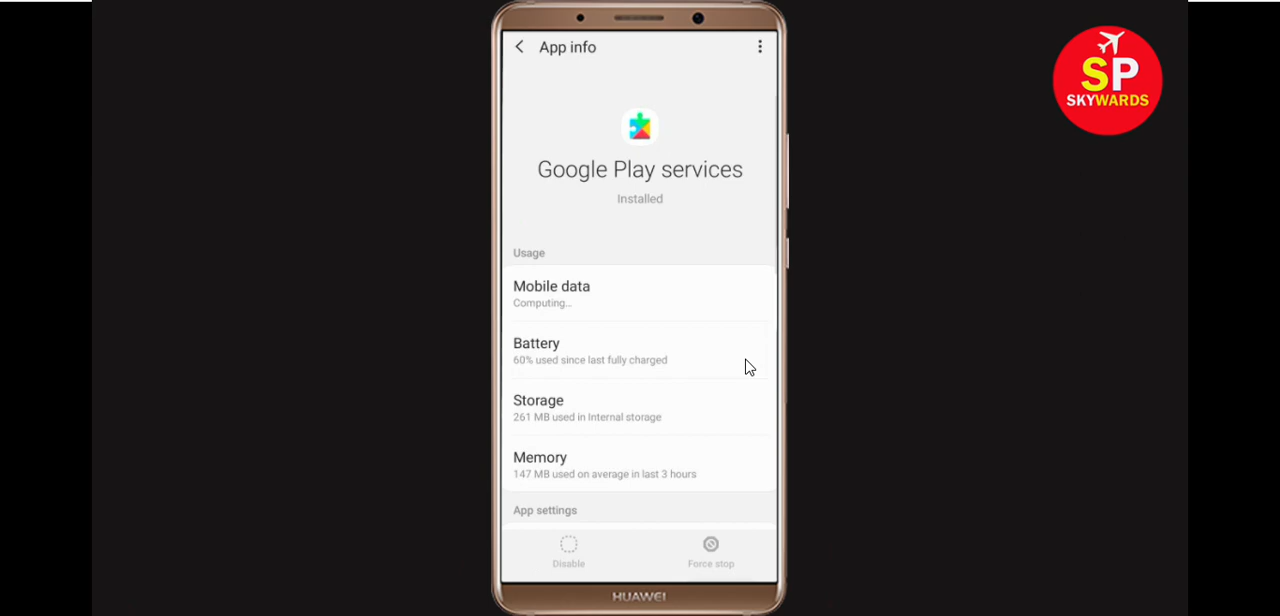 App info
SP
SKYWARDS
Google Play services
Installed
Usage
Mobile data
Computing...
Battery
60% used since last fully charged
Storage
261 MB used in Internal storage
Memory
147 MB used on average in last 3 hours
App settings
Disable
Force stop
HUAWEI